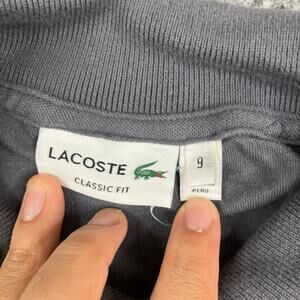 LACOSTE
CLASSIC FIT
9
PERU